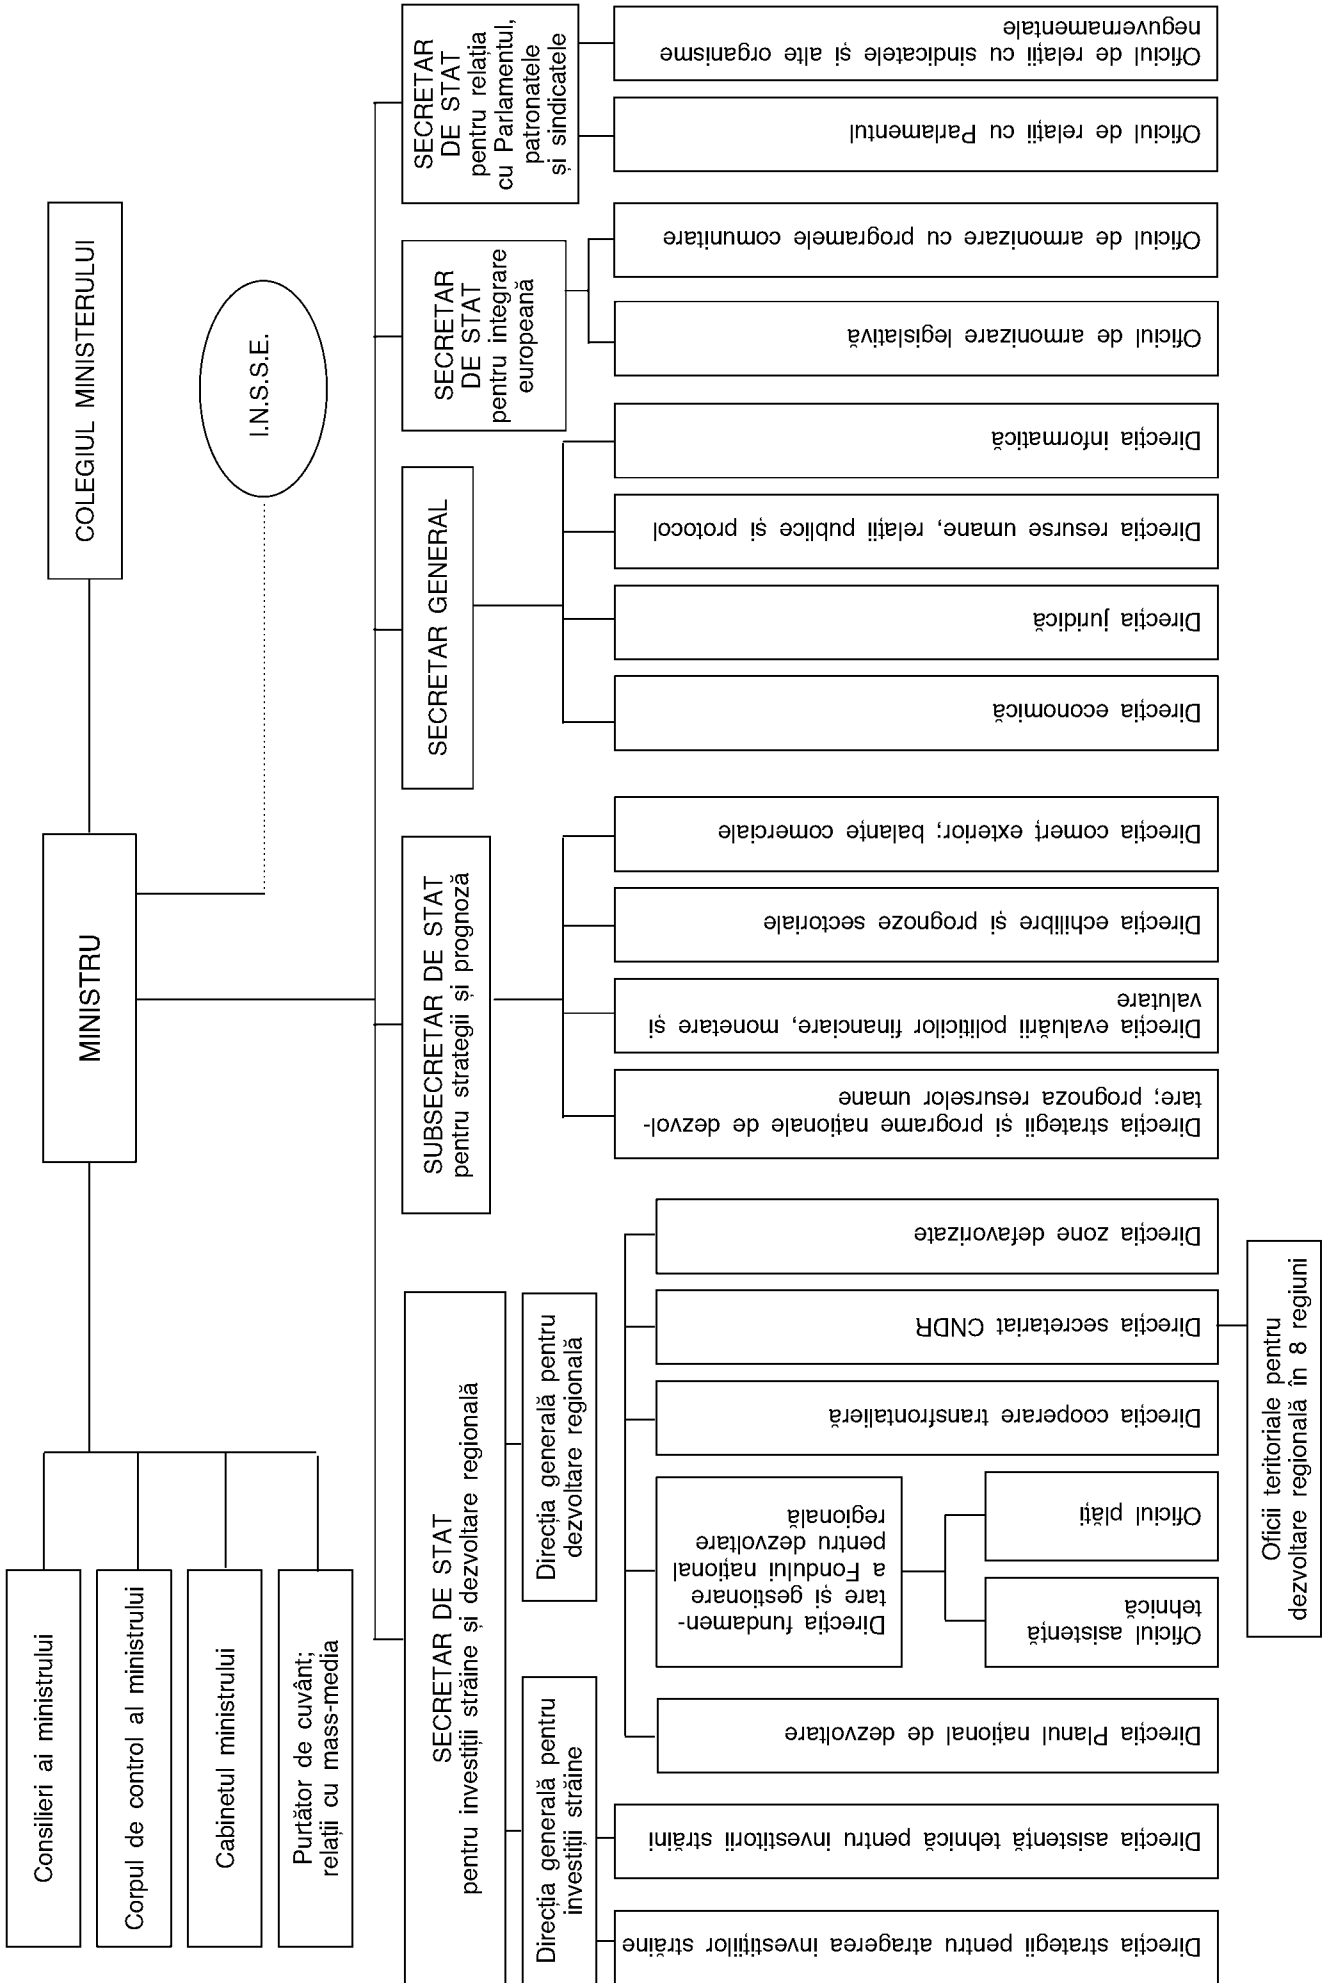 COLEGIUL MINISTERULUI
MINISTRU
I.N.S.S.E.
Consilieri ai ministrului
Corpul de control al ministrului
Cabinetul ministrului
Purtător de cuvânt;
relații cu mass-media
SECRETAR DE STAT
pentru investiții străine și dezvoltare regională
SUBSECRETAR DE STAT
pentru strategii și prognoză
SECRETAR GENERAL
SECRETAR
DE STAT
pentru integrare
europeană
SECRETAR
DE STAT
pentru relația
cu Parlamentul,
patronatele
și sindicatele
Direcția generală pentru
investiții străine
Direcția generală pentru
dezvoltare regională
Direcția strategii pentru atragerea investițiilor străine
Direcția asistență tehnică pentru investitorii străini
Direcția Planul național de dezvoltare
Direcția fundamen-
tare și gestionare
a Fondului național
pentru dezvoltare
regională
Oficiul asistență
tehnică
Oficiul plăți
Direcția cooperare transfrontalieră
Direcția secretariat CNDR
Direcția zone defavorizate
Oficii teritoriale pentru
dezvoltare regională în 8 regiuni
Direcția strategii și programe naționale de dezvol-
tare; prognoza resurselor umane
Direcția evaluării politicilor financiare, monetare și
valutare
Direcția echilibre și prognoze sectoriale
Direcția comerț exterior; balanțe comerciale
Direcția economică
Direcția juridică
Direcția resurse umane, relații publice și protocol
Direcția informatică
Oficiul de armonizare legislativă
Oficiul de armonizare cu programele comunitare
Oficiul de relații cu Parlamentul
Oficiul de relații cu sindicatele și alte organisme
neguvernamentale